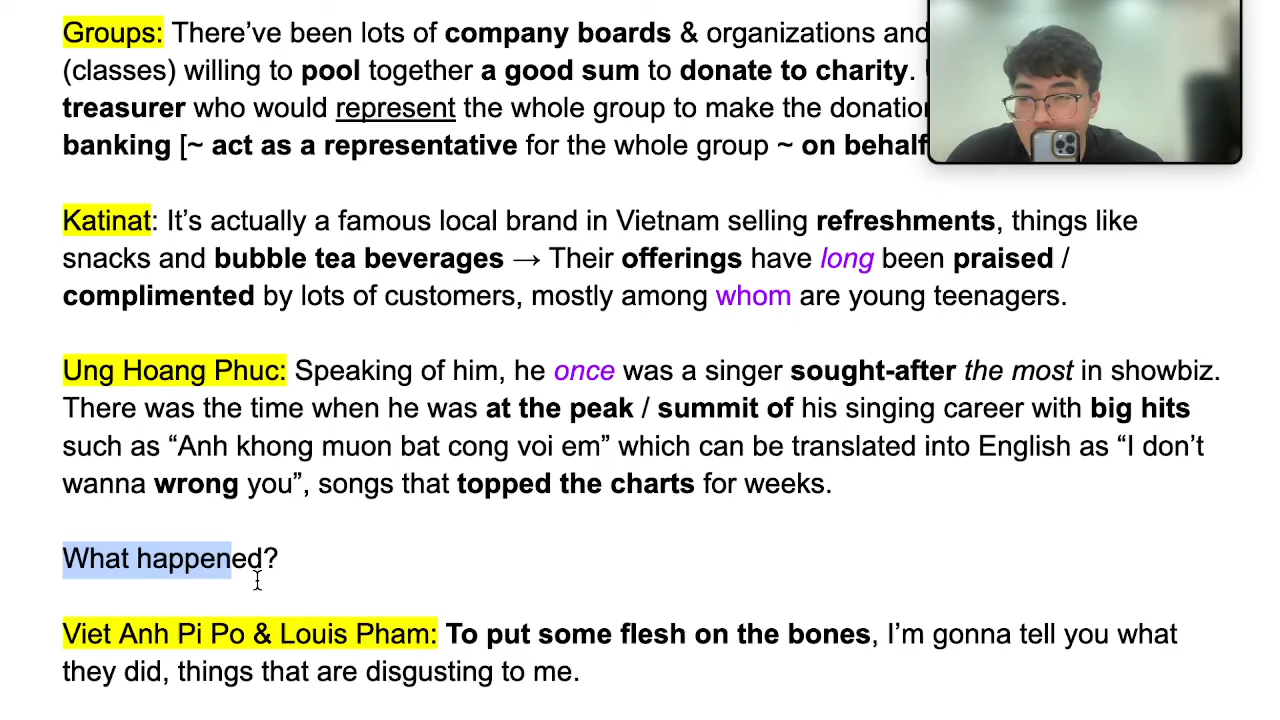 Groups: There’ve been lots of company boards & organizations and
(classes) willing to pool together a good sum to donate to charity.
treasurer who would represent the whole group to make the donation
banking [~ act as a representative for the whole group ~ on behalf
Katinat: It’s actually a famous local brand in Vietnam selling refreshments, things like
snacks and bubble tea beverages → Their offerings have long been praised /
complimented by lots of customers, mostly among whom are young teenagers.
Ung Hoang Phuc: Speaking of him, he once was a singer sought-after the most in showbiz.
There was the time when he was at the peak / summit of his singing career with big hits
such as “Anh khong muon bat cong voi em” which can be translated into English as “I don’t
wanna wrong you”, songs that topped the charts for weeks.
What happened?
Viet Anh Pi Po & Louis Pham: To put some flesh on the bones, I’m gonna tell you what
they did, things that are disgusting to me.